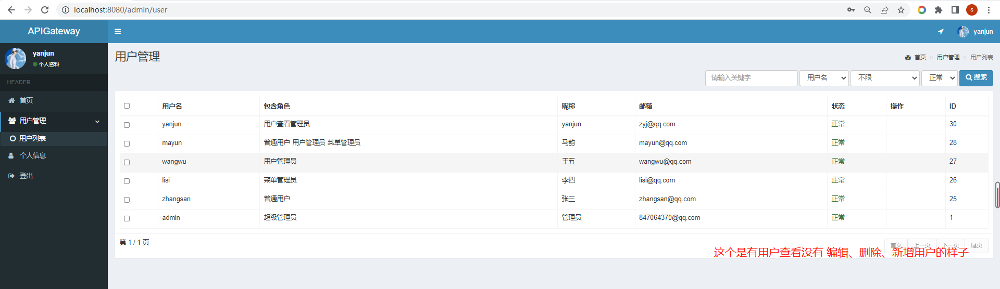 localhost:8080/admin/user
S
APIGateway
yanjun
yanjun
个人资料
HEADER
首页
用户管理
用户列表
个人信息
登出
用户管理
首页 > 用户管理 > 用户列表
请输入关键字 用户名 不限 正常 搜索
用户名 包含角色 昵称 邮箱 状态 操作 ID
yanjun 用户查看管理员 yanjun zyj@qq.com 正常 30
mayun 普通用户 用户管理员 菜单管理员 马韵 mayun@qq.com 正常 28
wangwu 用户管理员 王五 wangwu@qq.com 正常 27
lisi 菜单管理员 李四 lisi@qq.com 正常 26
zhangsan 普通用户 张三 zhangsan@qq.com 正常 25
admin 超级管理员 管理员 847064370@qq.com 正常 1
第 1 / 1 页
首页 上一页 下一页 尾页
这个是有用户查看没有 编辑、删除、新增用户的样子